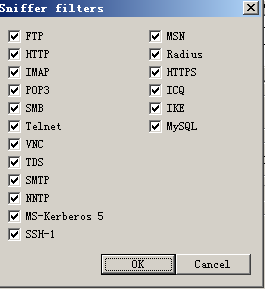 Sniffer filters
FTP
HTTP
IMAP
POP3
SMB
Telnet
VNC
TDS
SMTP
NNTP
MS-Kerberos 5
SSH-1
MSN
Radius
HTTPS
ICQ
IKE
MySQL
OK
Cancel